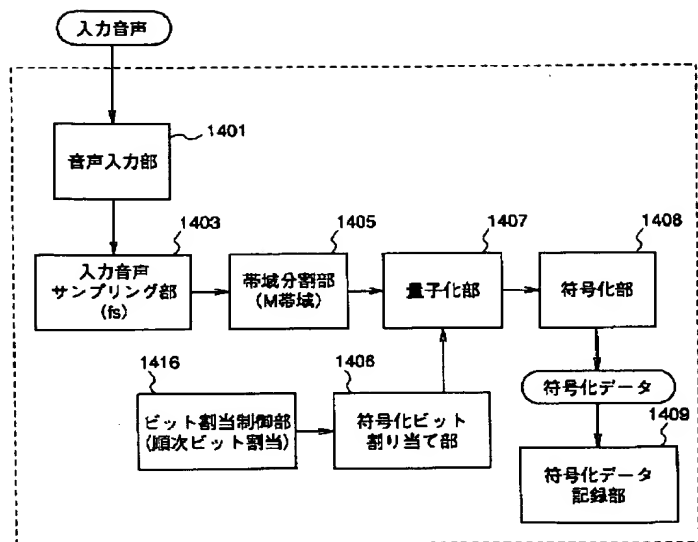 入力音声
1401
音声入力部
1403
入力音声
サンプリング部
(fs)
1405
帯域分割部
(M帯域)
1407
量子化部
1408
符号化部
1416
ビット割当制御部
(順次ビット割当)
1406
符号化ビット
割り当て部
符号化データ
1409
符号化データ
記録部